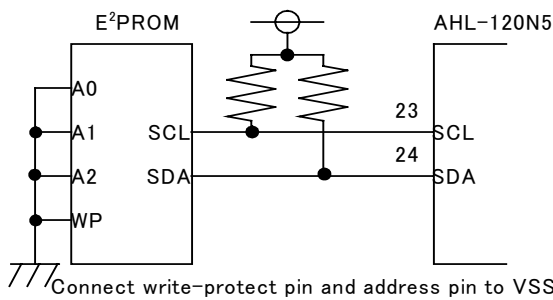 E²PROM
AHL-120N5
A0
A1
A2
WP
SCL
SDA
23
24
SCL
SDA
Connect write-protect pin and address pin to VSS